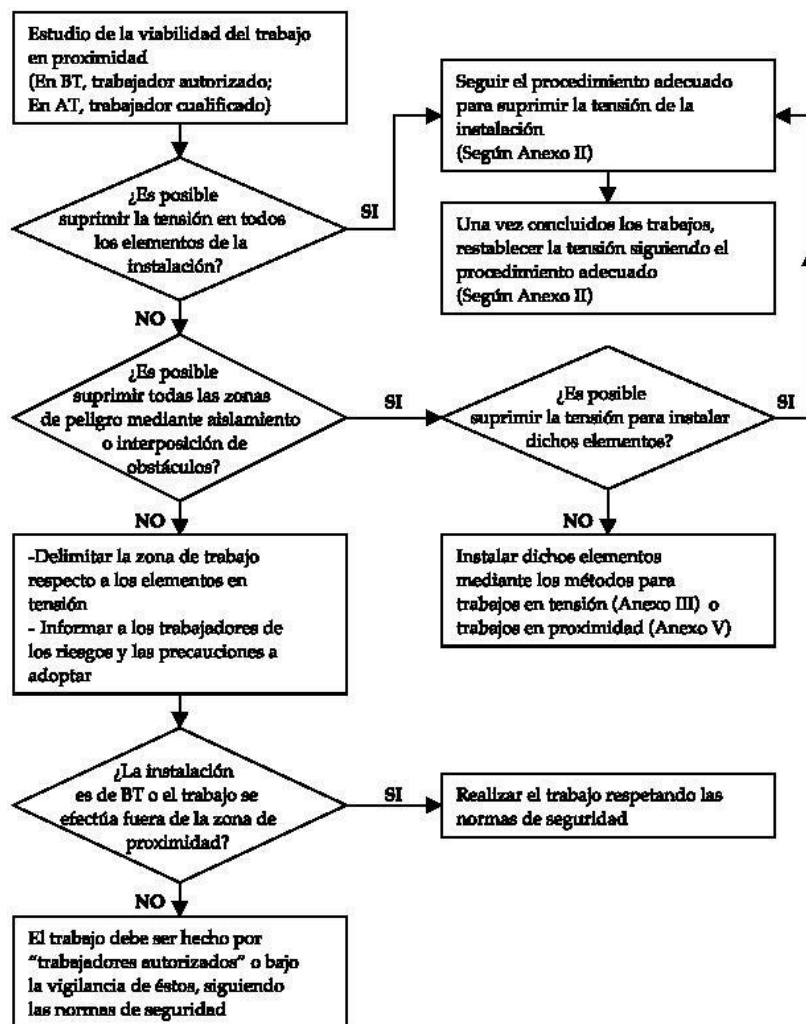 Estudio de la viabilidad del trabajo
en proximidad
(En BT, trabajador autorizado;
En AT, trabajador cualificado)
Seguir el procedimiento adecuado
para suprimir la tensión de la
instalación
(Según Anexo II)
¿Es posible
suprimir la tensión en todos
los elementos de la
instalación?
SI
Una vez concluidos los trabajos,
restablecer la tensión siguiendo el
procedimiento adecuado
(Según Anexo II)
NO
¿Es posible
suprimir todas las zonas
de peligro mediante aislamiento
o interposición de
obstáculos?
SI
¿Es posible
suprimir la tensión para instalar
dichos elementos?
SI
NO
NO
-Delimitar la zona de trabajo
respecto a los elementos en
tensión
- Informar a los trabajadores de
los riesgos y las precauciones a
adoptar
Instalar dichos elementos
mediante los métodos para
trabajos en tensión (Anexo III) o
trabajos en proximidad (Anexo V)
¿La instalación
es de BT o el trabajo se
efectúa fuera de la zona de
proximidad?
SI
Realizar el trabajo respetando las
normas de seguridad
NO
El trabajo debe ser hecho por
“trabajadores autorizados” o bajo
la vigilancia de éstos, siguiendo
las normas de seguridad